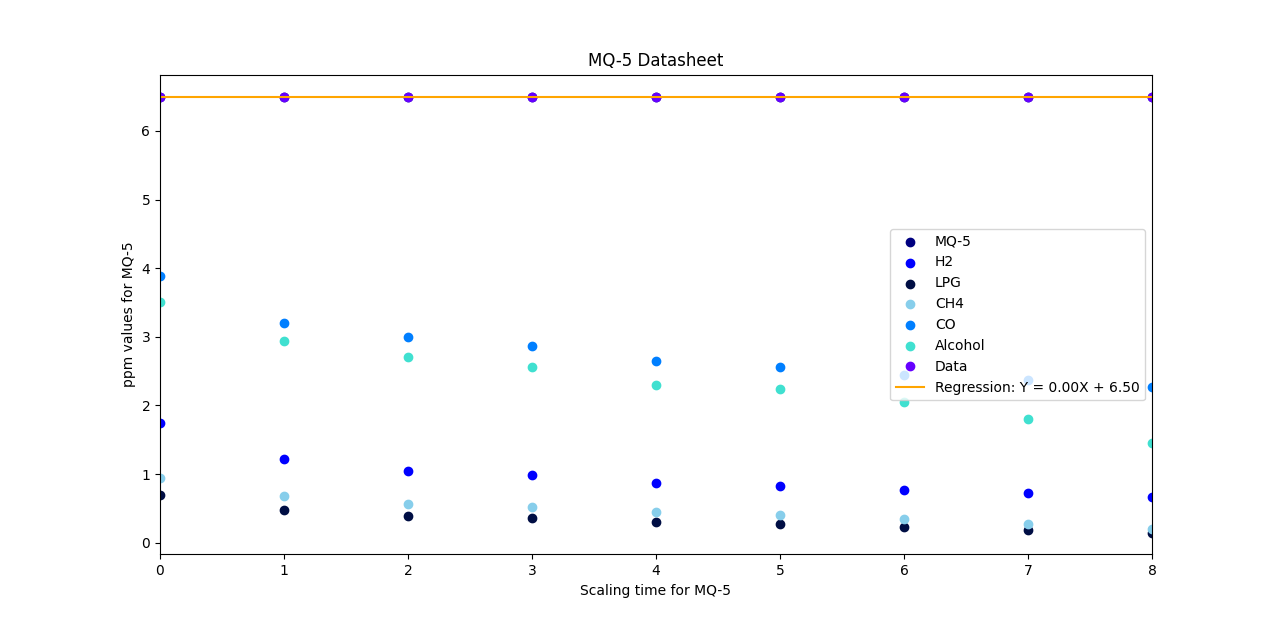 MQ-5 Datasheet
ppm values for MQ-5
6
5
4
3
2
1
0
MQ-5
H2
LPG
CH4
CO
Alcohol
Data
Regression: Y = 0.00X + 6.50
0 1 2 3 4 5 6 7 8
Scaling time for MQ-5